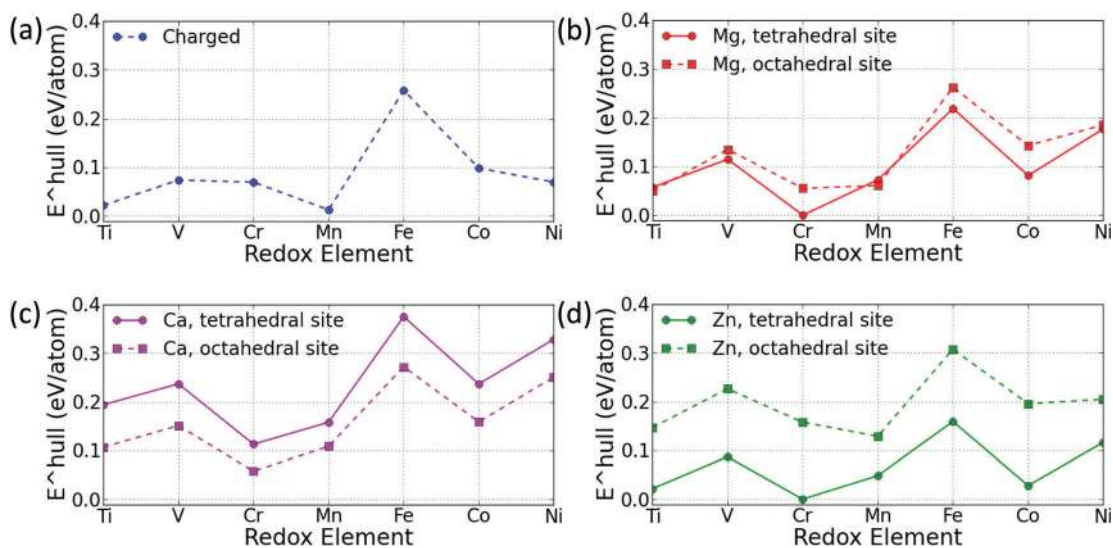 (a)
Charged
0.4
0.3
0.2
0.1
0.0
E^hull (eV/atom)
Ti V Cr Mn Fe Co Ni
Redox Element
(b)
Mg, tetrahedral site
Mg, octahedral site
0.4
0.3
0.2
0.1
0.0
E^hull (eV/atom)
Ti V Cr Mn Fe Co Ni
Redox Element
(c)
Ca, tetrahedral site
Ca, octahedral site
0.4
0.3
0.2
0.1
0.0
E^hull (eV/atom)
Ti V Cr Mn Fe Co Ni
Redox Element
(d)
Zn, tetrahedral site
Zn, octahedral site
0.4
0.3
0.2
0.1
0.0
E^hull (eV/atom)
Ti V Cr Mn Fe Co Ni
Redox Element